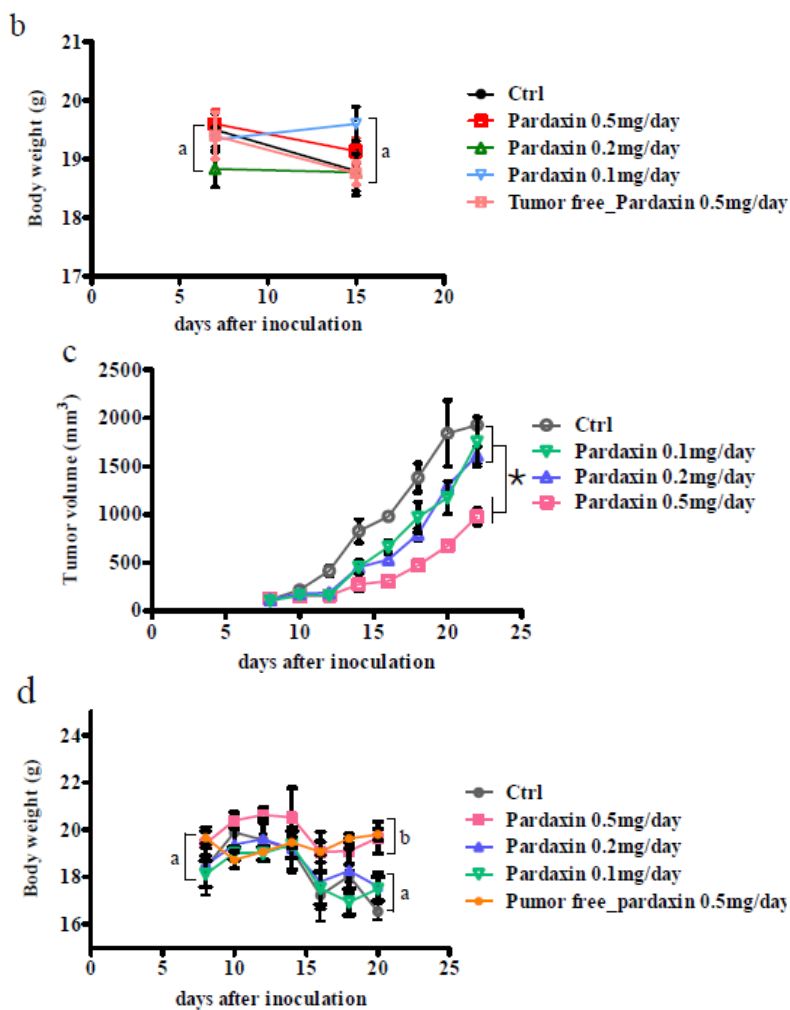 b
21
20
19
18
17
0
5
10
15
20
Body weight (g)
days after inoculation
a
a
Ctrl
Pardaxin 0.5mg/day
Pardaxin 0.2mg/day
Pardaxin 0.1mg/day
Tumor free_Pardaxin 0.5mg/day
c
2500
2000
1500
1000
500
0
0
5
10
15
20
25
Tumor volume (mm³)
days after inoculation
*
Ctrl
Pardaxin 0.1mg/day
Pardaxin 0.2mg/day
Pardaxin 0.5mg/day
d
24
22
20
18
16
0
5
10
15
20
25
Body weight (g)
days after inoculation
a
b
a
Ctrl
Pardaxin 0.5mg/day
Pardaxin 0.2mg/day
Pardaxin 0.1mg/day
Pumor free_pardaxin 0.5mg/day